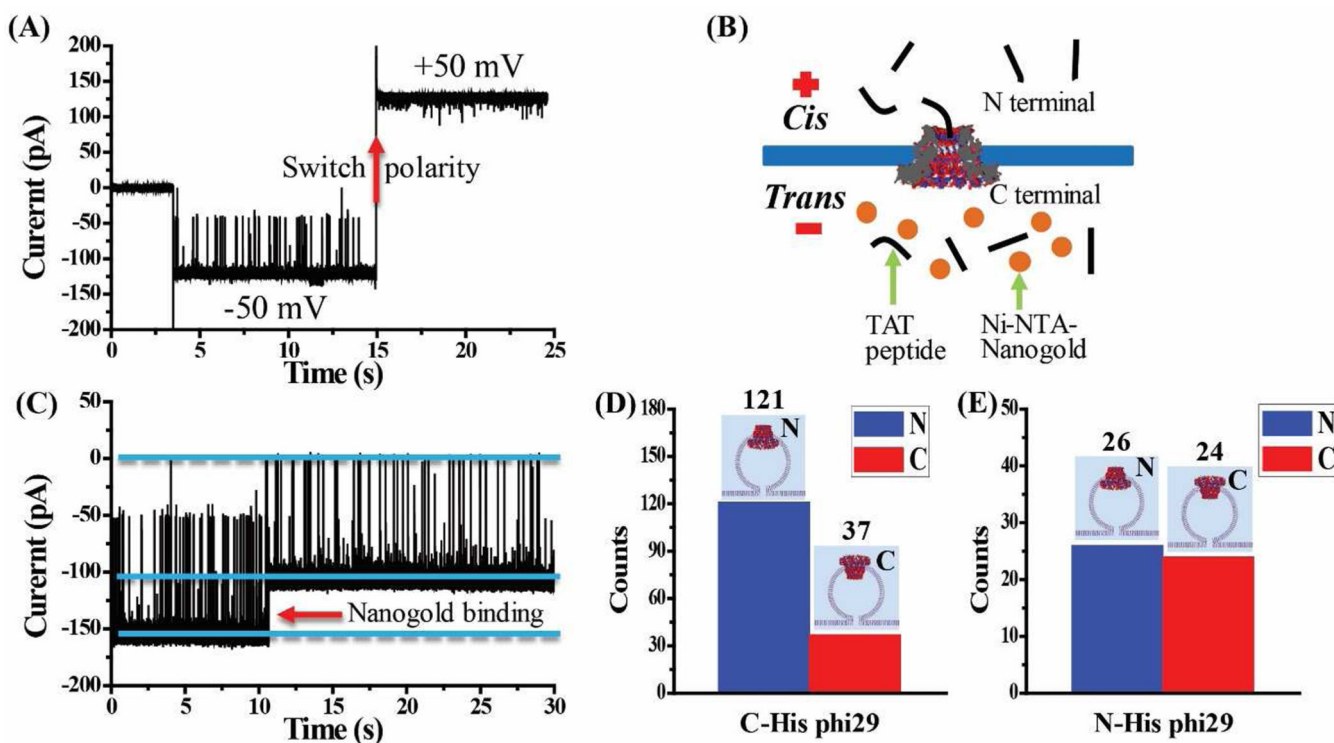 (A)
Curernt (pA)
200
150
100
50
0
-50
-100
-150
-200
+50 mV
Switch polarity
-50 mV
0 5 10 15 20 25
Time (s)
(B)
Cis
N terminal
Trans
C terminal
TAT
peptide
Ni-NTA-
Nanogold
(C)
Curernt (pA)
50
0
-50
-100
-150
-200
Nanogold binding
0 5 10 15 20 25 30
Time (s)
(D)
Counts
180
150
120
90
60
30
0
121
N
37
C
N
C
C-His phi29
(E)
Counts
50
40
30
20
10
0
26
N
24
C
N
C
N-His phi29